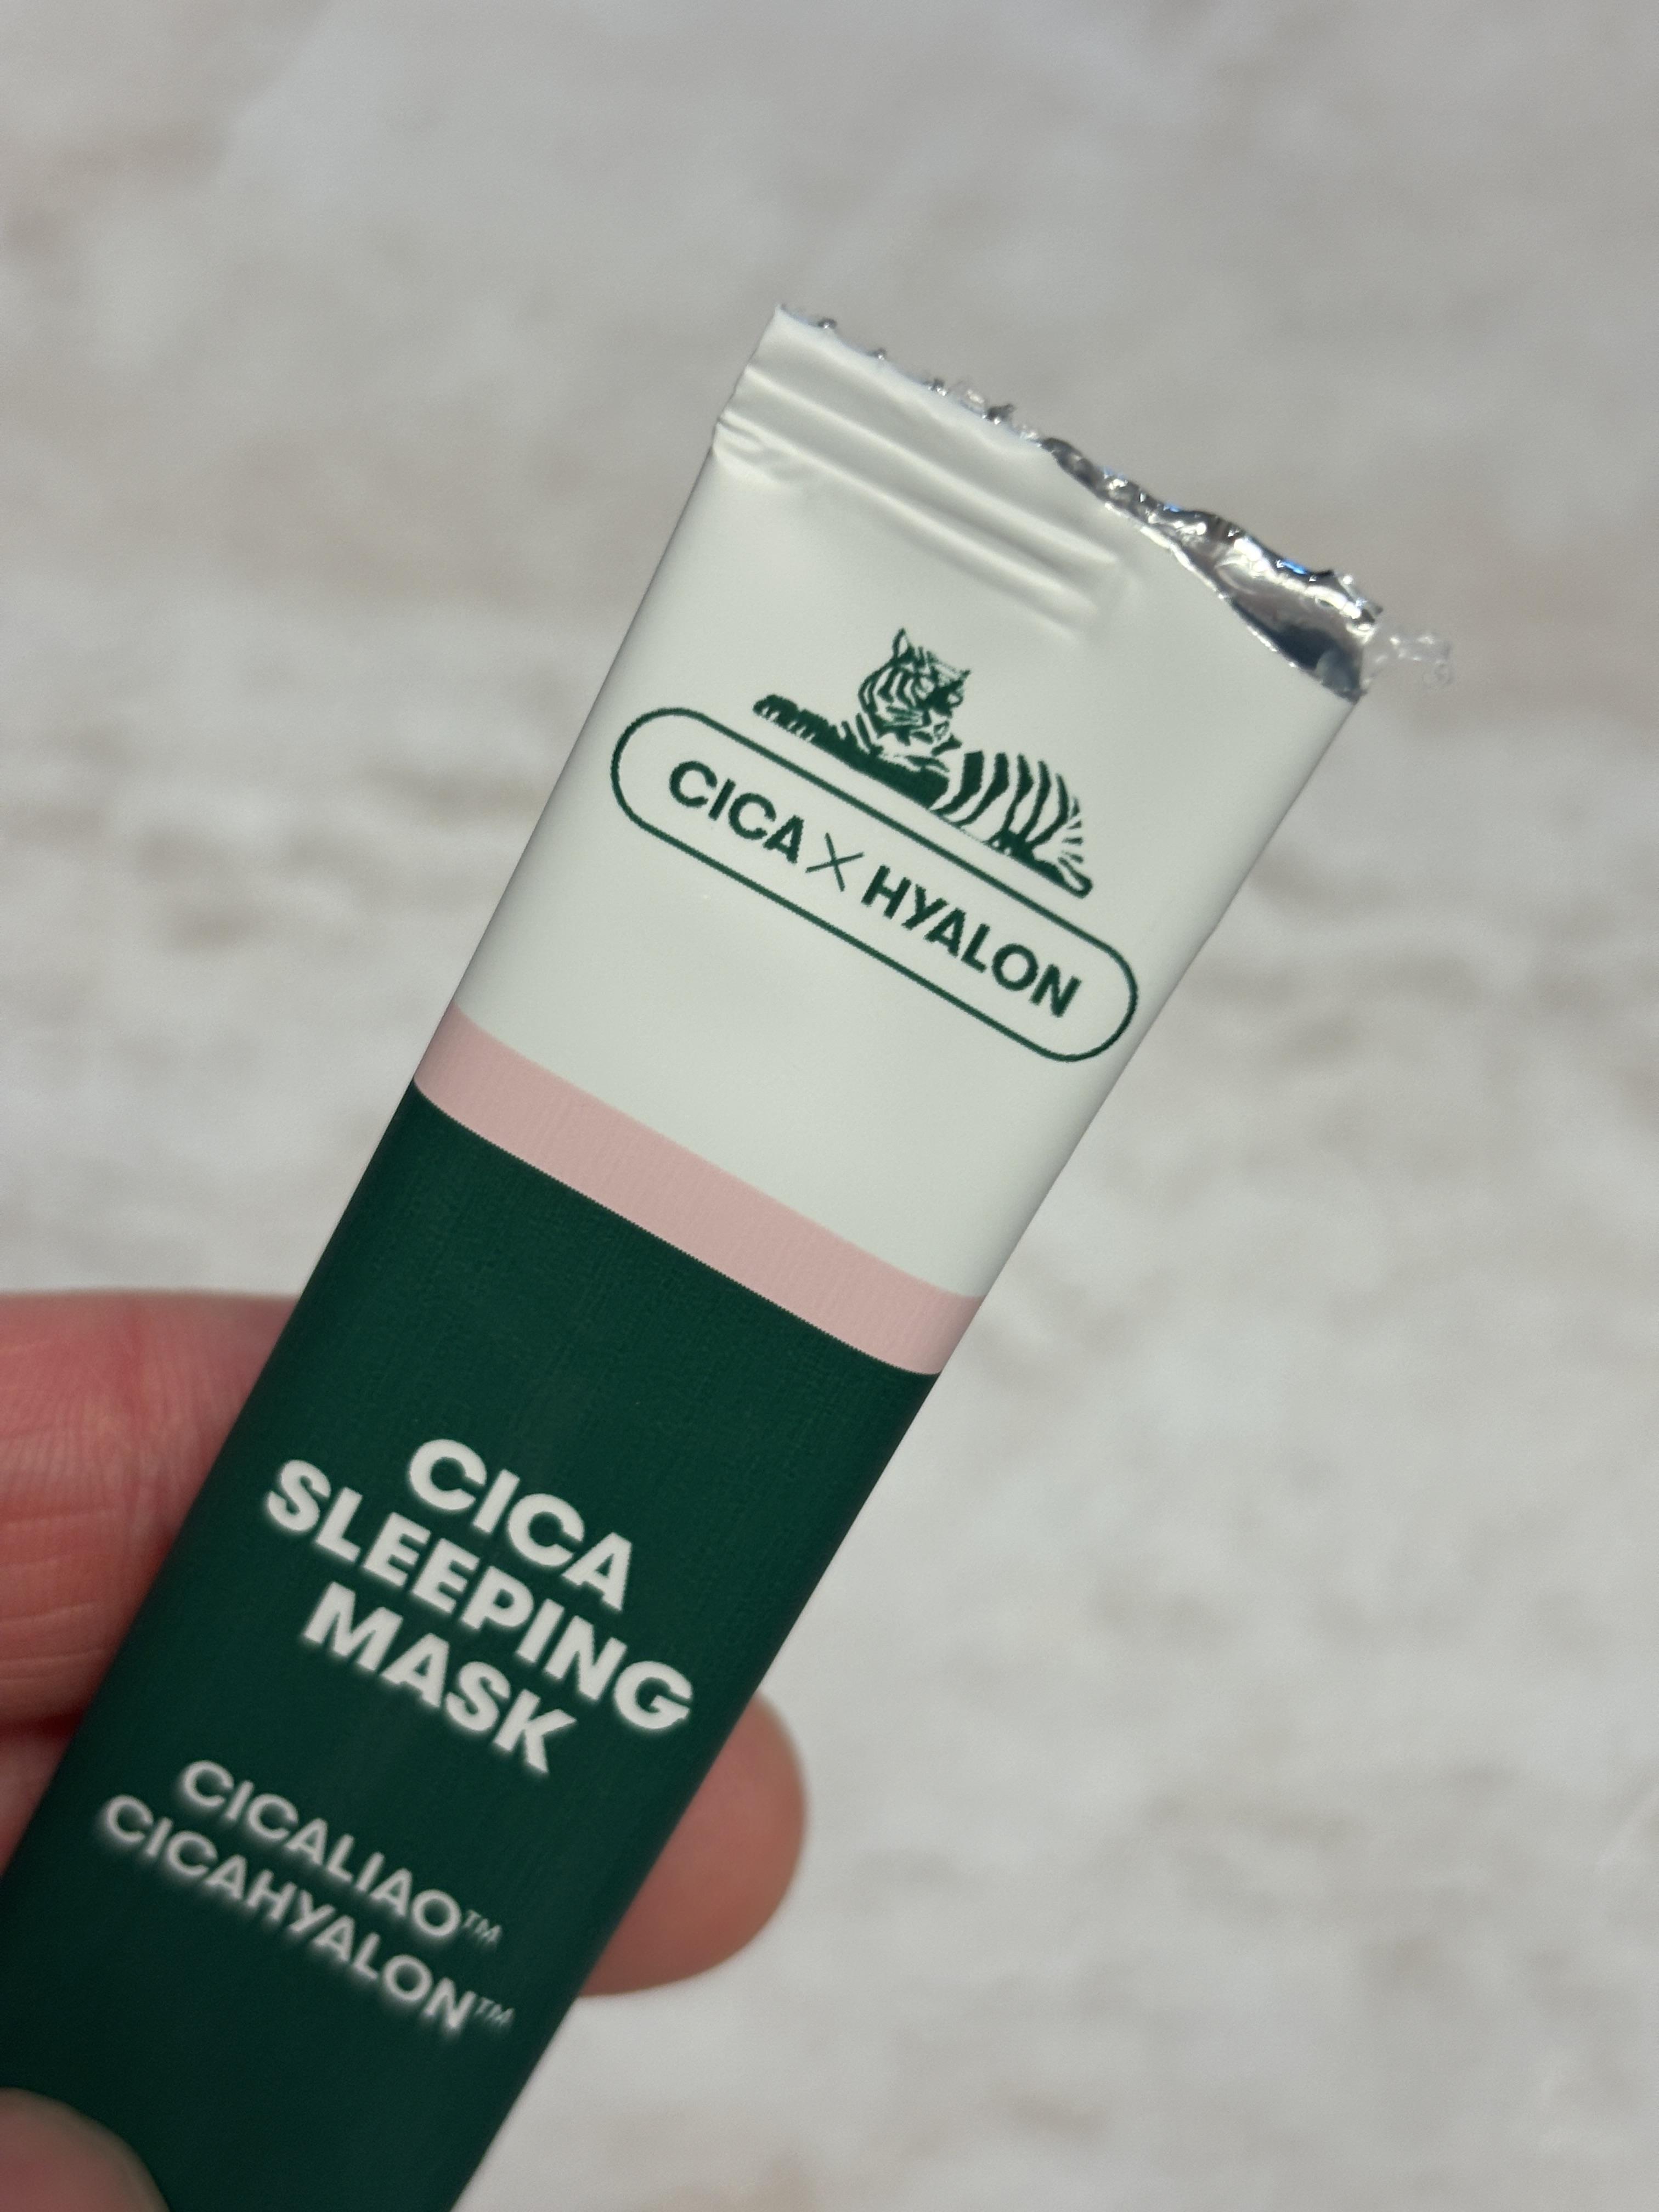 CICA X HYALON
CICA
SLEEPING
MASK
CICALIAO™
CICAHYALON™